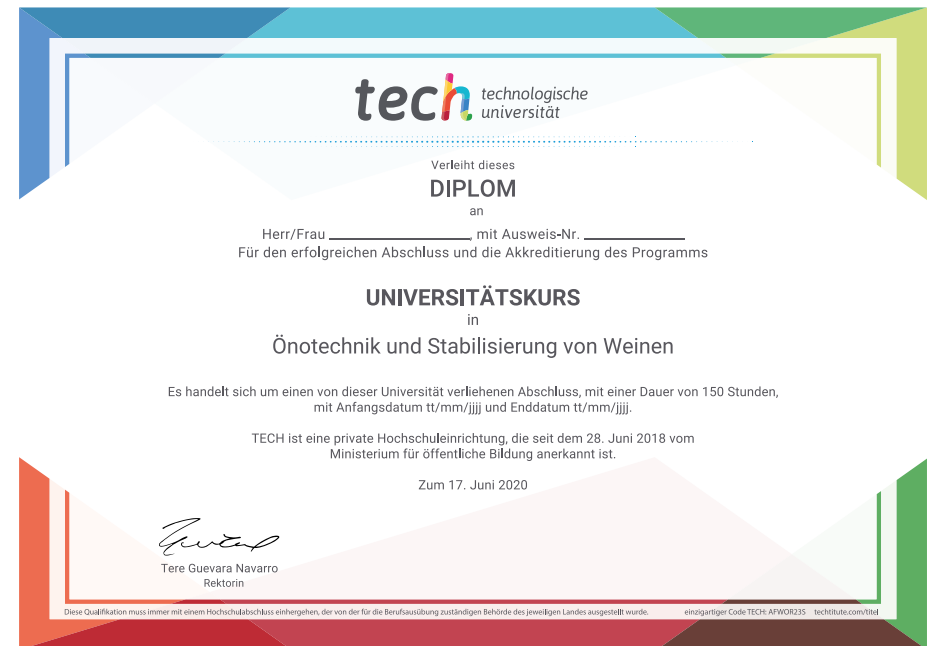 tech technologische
universität
Verleiht dieses
DIPLOM
an
Herr/Frau ____________, mit Ausweis-Nr. ____________
Für den erfolgreichen Abschluss und die Akkreditierung des Programms
UNIVERSITÄTSKURS
in
Önotechnik und Stabilisierung von Weinen
Es handelt sich um einen von dieser Universität verliehenen Abschluss, mit einer Dauer von 150 Stunden,
mit Anfangsdatum tt/mm/jjjj und Enddatum tt/mm/jjjj.
TECH ist eine private Hochschuleinrichtung, die seit dem 28. Juni 2018 vom
Ministerium für öffentliche Bildung anerkannt ist.
Zum 17. Juni 2020
Tere Guevara Navarro
Rektorin
Diese Qualifikation muss immer mit einem Hochschulabschluss einhergehen, der von der für die Berufsausübung zuständigen Behörde des jeweiligen Landes ausgestellt wurde. einzigartiger Code TECH: AFWOR23S techtitute.com/titel